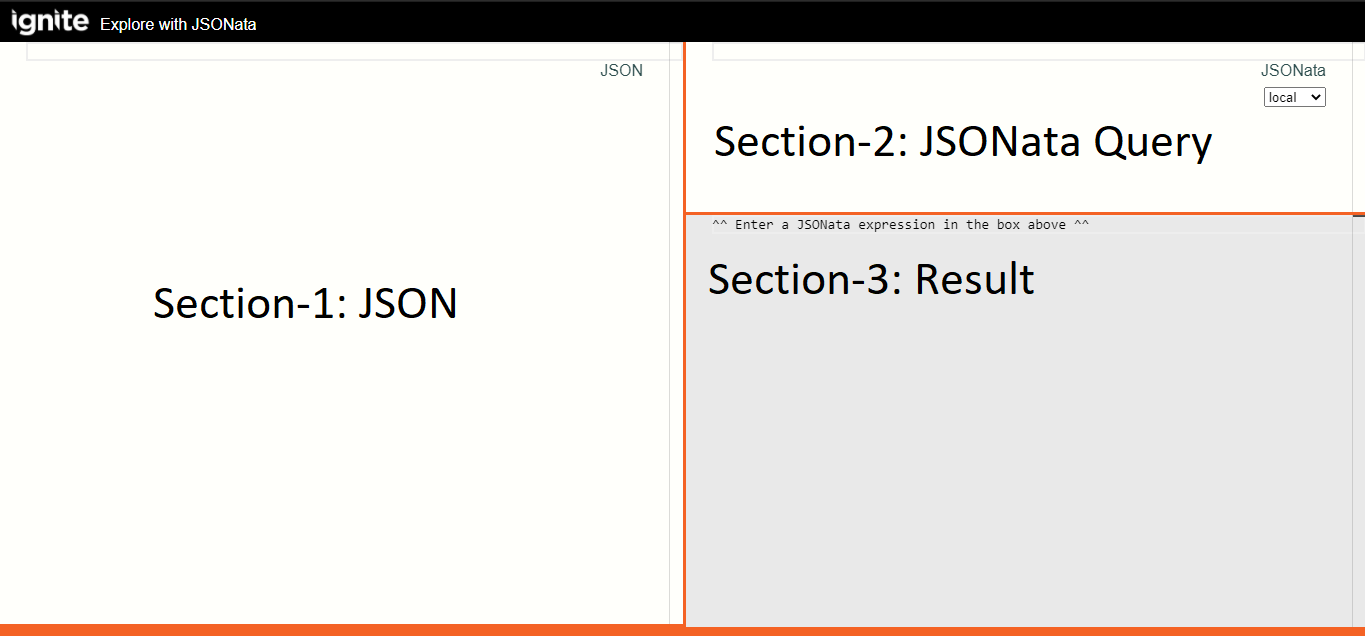 ignite Explore with JSONata
JSON
Section-1: JSON
JSONata
local
Section-2: JSONata Query
^^ Enter a JSONata expression in the box above ^^
Section-3: Result